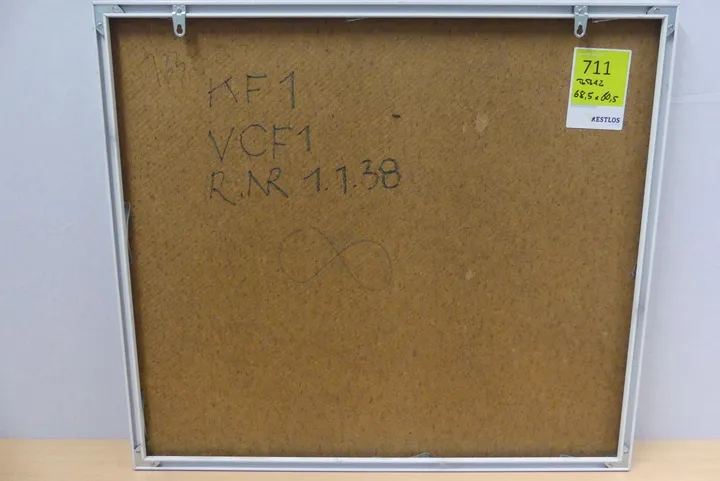 KF1
VCF1
R.NR 1.1.38
711
68,5 x 60,5
RESTLOS